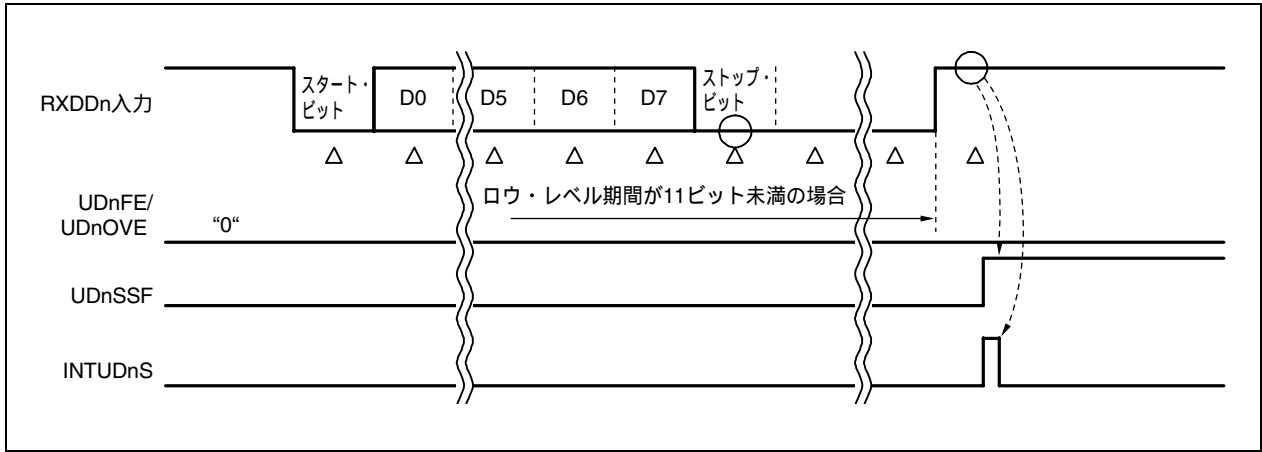 RXDDn入力
スタート・
ビット
D0
D5
D6
D7
ストップ・
ビット
ロウ・レベル期間が11ビット未満の場合
UDnFE/
UDnOVE
“0“
UDnSSF
INTUDnS